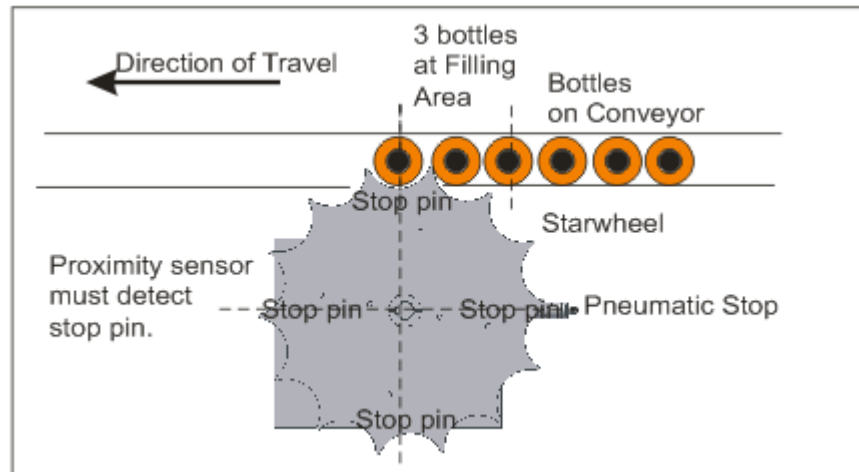 Direction of Travel
3 bottles
at Filling
Area
Bottles
on Conveyor
Stop pin
Starwheel
Proximity sensor
must detect
stop pin.
Stop pin
Stop pin
Pneumatic Stop
Stop pin